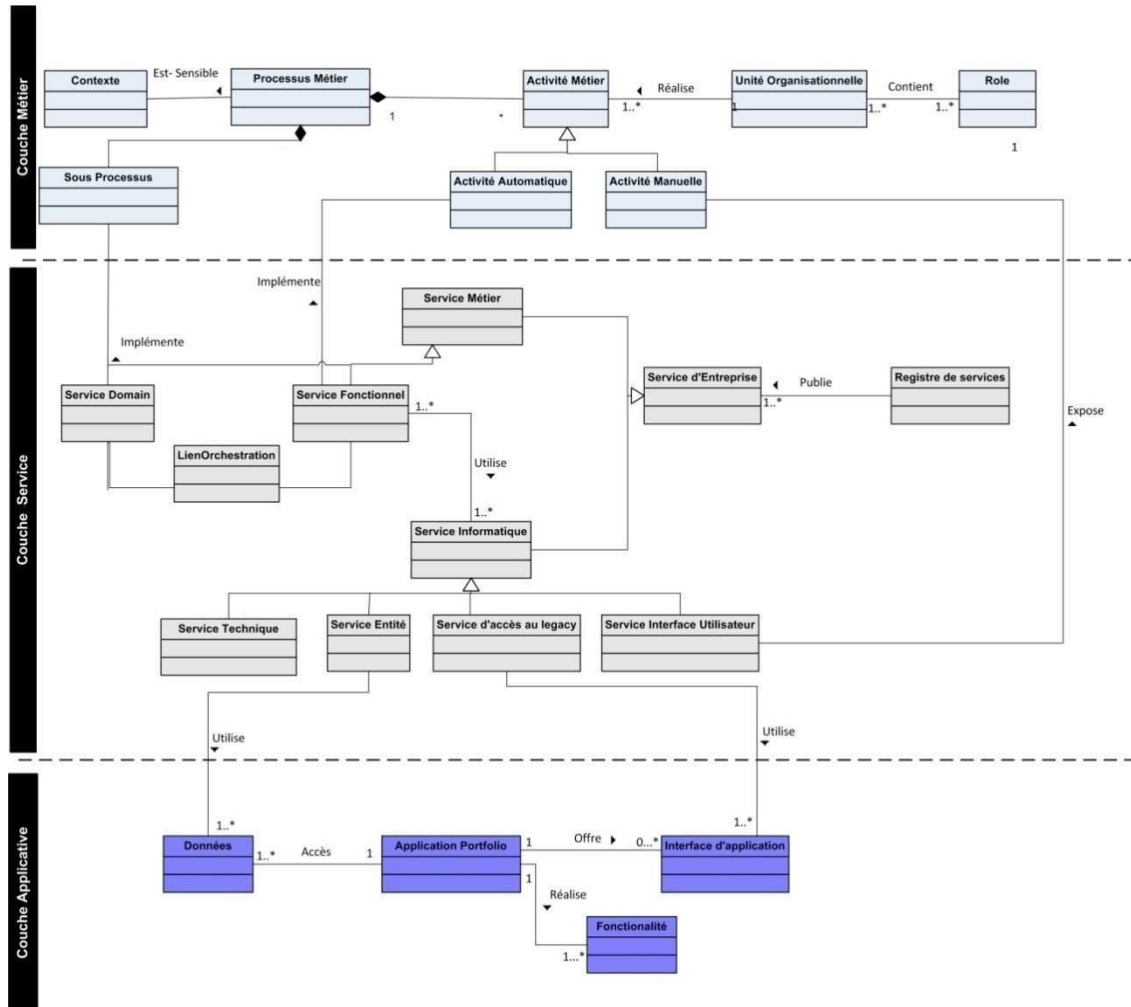 Couche Métier
Contexte
Est- Sensible
Processus Métier
1
*
Activité Métier
1..*
Réalise
1
Unité Organisationnelle
1..*
Contient
1..*
Role
1
Sous Processus
Activité Automatique
Activité Manuelle
Couche Service
Implémente
Implémente
Service Métier
Service d'Entreprise
1..*
Publie
Registre de services
Expose
Service Domain
Service Fonctionnel
1..*
LienOrchestration
Utilise
1..*
Service Informatique
Service Technique
Service Entité
Service d'accès au legacy
Service Interface Utilisateur
Utilise
Utilise
Couche Applicative
1..*
1..*
Données
1..*
Accès
1
Application Portfolio
1
Offre
0...*
Interface d'application
1
Réalise
1...*
Fonctionalité